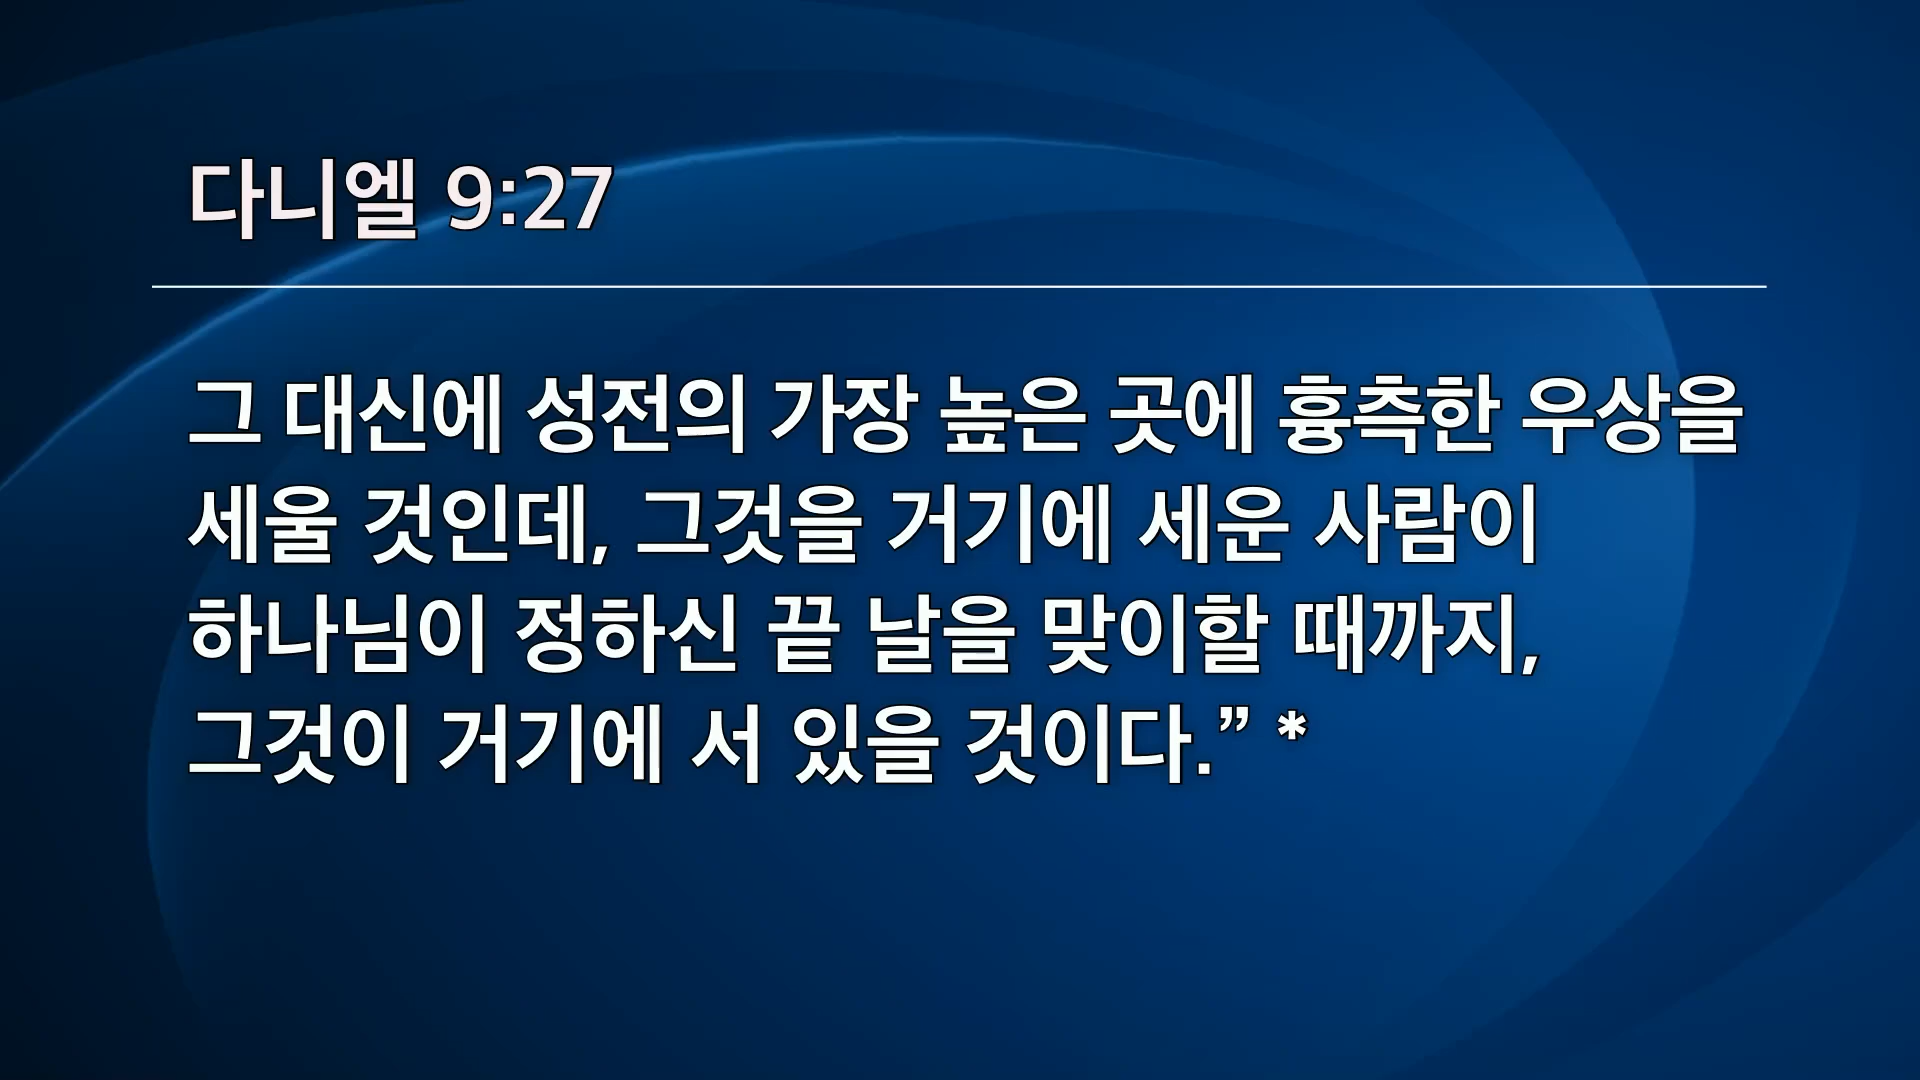 다니엘 9:27
그 대신에 성전의 가장 높은 곳에 흉측한 우상을
세울 것인데, 그것을 거기에 세운 사람이
하나님이 정하신 끝 날을 맞이할 때까지,
그것이 거기에 서 있을 것이다.” *